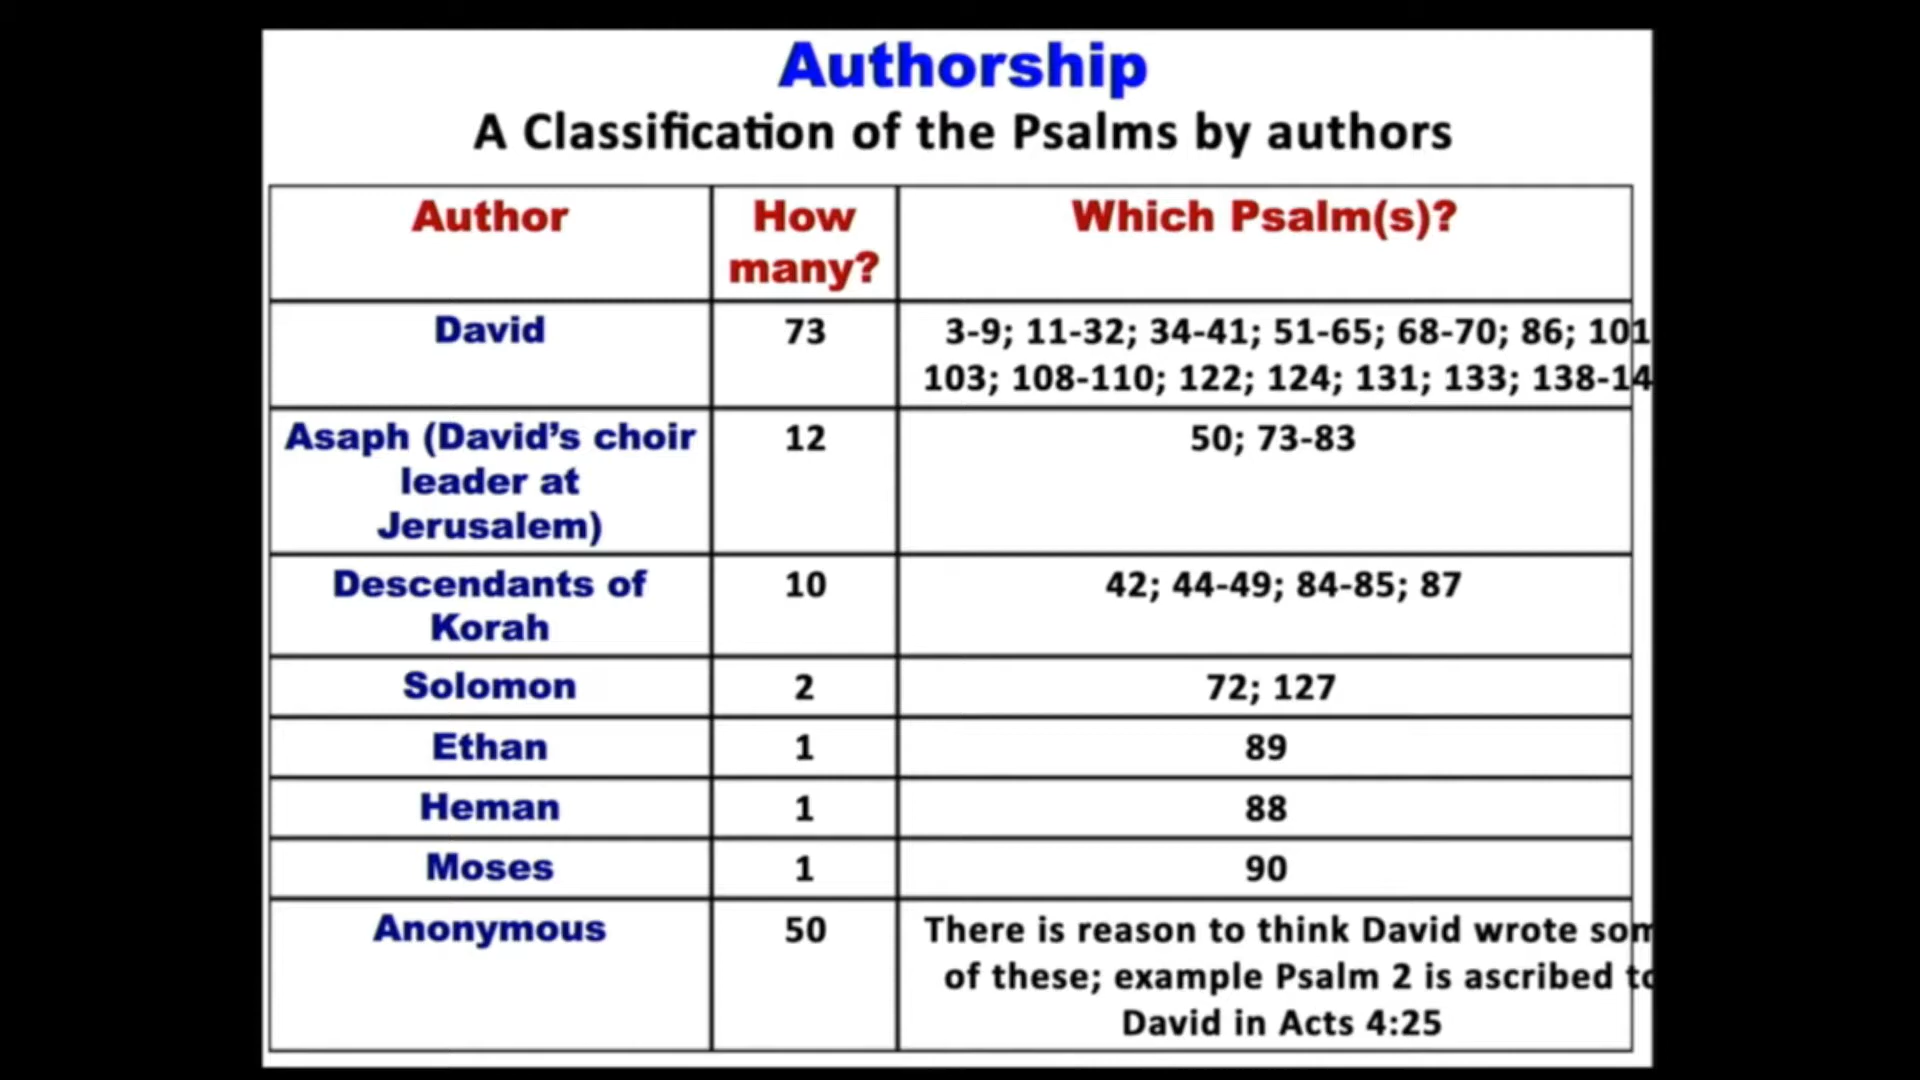 Authorship
A Classification of the Psalms by authors
Author
How
many?
Which Psalm(s)?
David
73
3-9; 11-32; 34-41; 51-65; 68-70; 86; 101
103; 108-110; 122; 124; 131; 133; 138-14
Asaph (David’s choir
leader at
Jerusalem)
12
50; 73-83
Descendants of
Korah
10
42; 44-49; 84-85; 87
Solomon
2
72; 127
Ethan
1
89
Heman
1
88
Moses
1
90
Anonymous
50
There is reason to think David wrote som
of these; example Psalm 2 is ascribed to
David in Acts 4:25